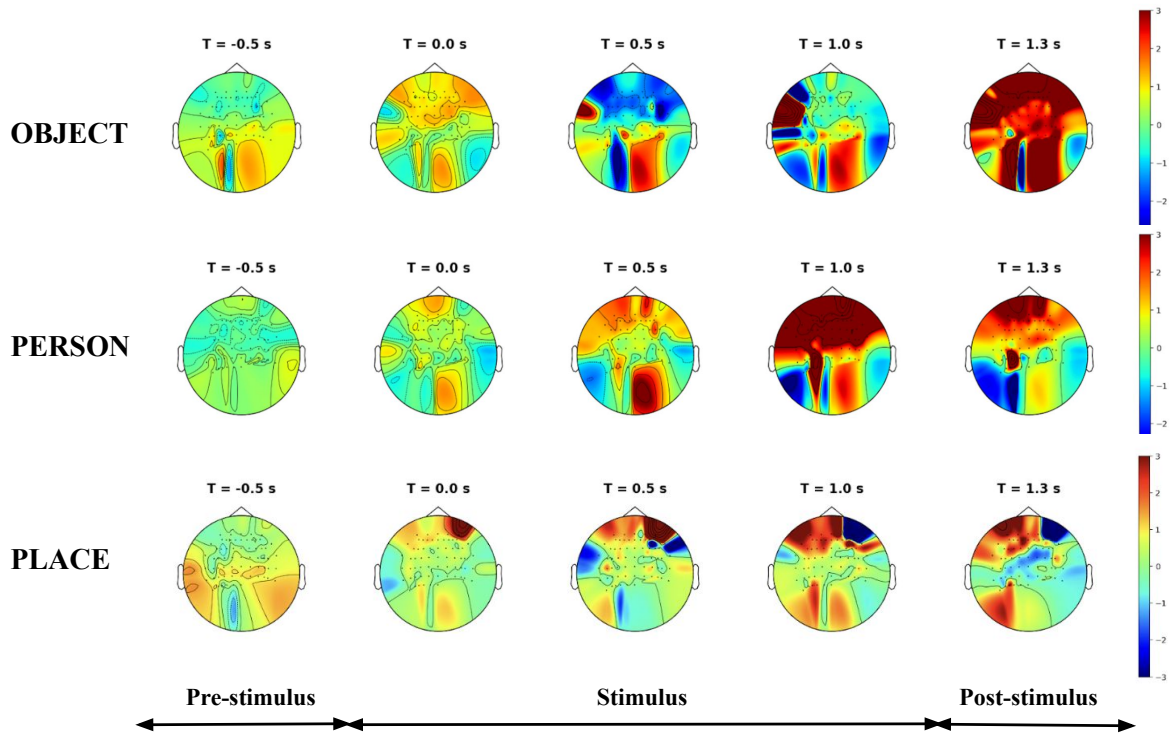 T = -0.5 s T = 0.0 s T = 0.5 s T = 1.0 s T = 1.3 s
OBJECT
3
2
1
0
−1
−2
T = -0.5 s T = 0.0 s T = 0.5 s T = 1.0 s T = 1.3 s
PERSON
3
2
1
0
−1
−2
T = -0.5 s T = 0.0 s T = 0.5 s T = 1.0 s T = 1.3 s
PLACE
3
2
1
0
−1
−2
−3
Pre-stimulus Stimulus Post-stimulus